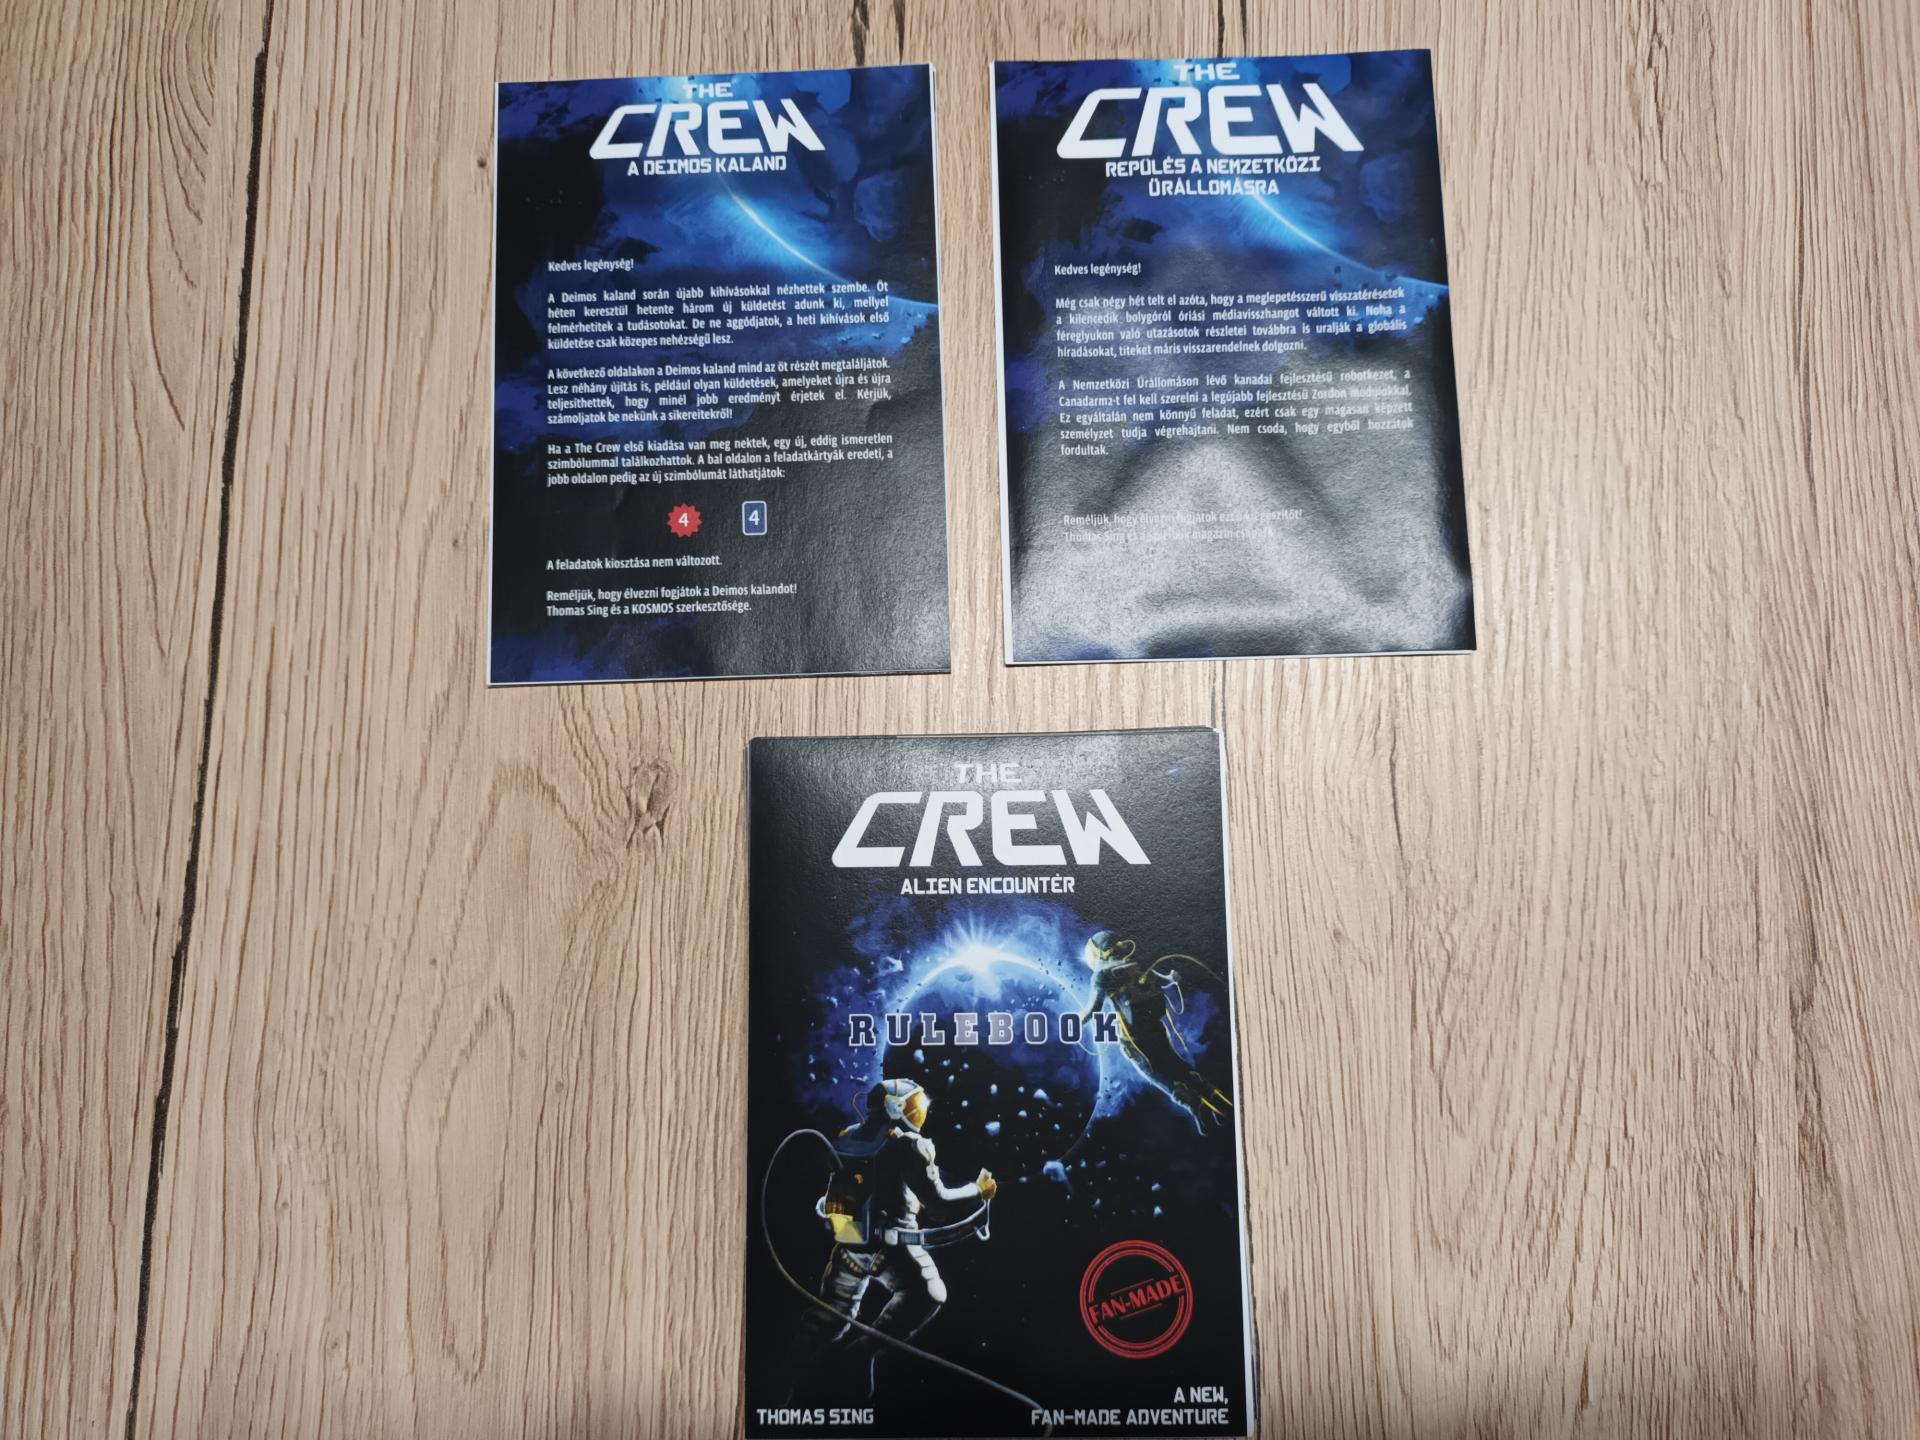 THE
CREW
A DEIMOS KALAND
Kedves legénység!
A Deimos kaland során újabb kihívásokkal nézhettek szembe. Öt
héten keresztül hetente három új küldetést adunk ki, mellyel
felmérhetitek a tudásotokat. De ne aggódjatok, a heti kihívások első
küldetése csak közepes nehézségű lesz.
A következő oldalakon a Deimos kaland mind az öt részét megtaláljátok.
Lesz néhány újítás is, például olyan küldetések, amelyeket újra és újra
teljesíthettek, hogy minél jobb eredményt érjetek el. Kérjük,
számoljatok be nekünk a sikereitekről!
Ha a The Crew első kiadása van meg nektek, egy új, eddig ismeretlen
szimbólummal találkozhattok. A bal oldalon a feladatkártyák eredeti, a
jobb oldalon pedig az új szimbólumát láthatjátok:
4 4
A feladatok kiosztása nem változott.
Reméljük, hogy élvezni fogjátok a Deimos kalandot!
Thomas Sing és a KOSMOS szerkesztősége.
THE
CREW
REPÜLÉS A NEMZETKÖZI
ŰRÁLLOMÁSRA
Kedves legénység!
Még csak négy hét telt el azóta, hogy a meglepetésszerű visszatérésetek
a kilencedik bolygóról óriási médiavisszhangot váltott ki. Noha a
féreglyukon való utazásotok részletei továbbra is uralják a globális
híradásokat, titeket máris visszarendelnek dolgozni.
A Nemzetközi Űrállomáson lévő kanadai fejlesztésű robotkezet, a
Canadarm2-t fel kell szerelni a legújabb fejlesztésű Zordon modulokkal.
Ez egyáltalán nem könnyű feladat, ezért csak egy magasan képzett
személyzet tudja végrehajtani. Nem csoda, hogy egyből hozzátok
fordultak.
Reméljük, hogy élvezni fogjátok ezt a kiegészítőt!
Thomas Sing és a magazin
THE
CREW
ALIEN ENCOUNTER
RULEBOOK
FAN-MADE
THOMAS SING
A NEW,
FAN-MADE ADVENTURE